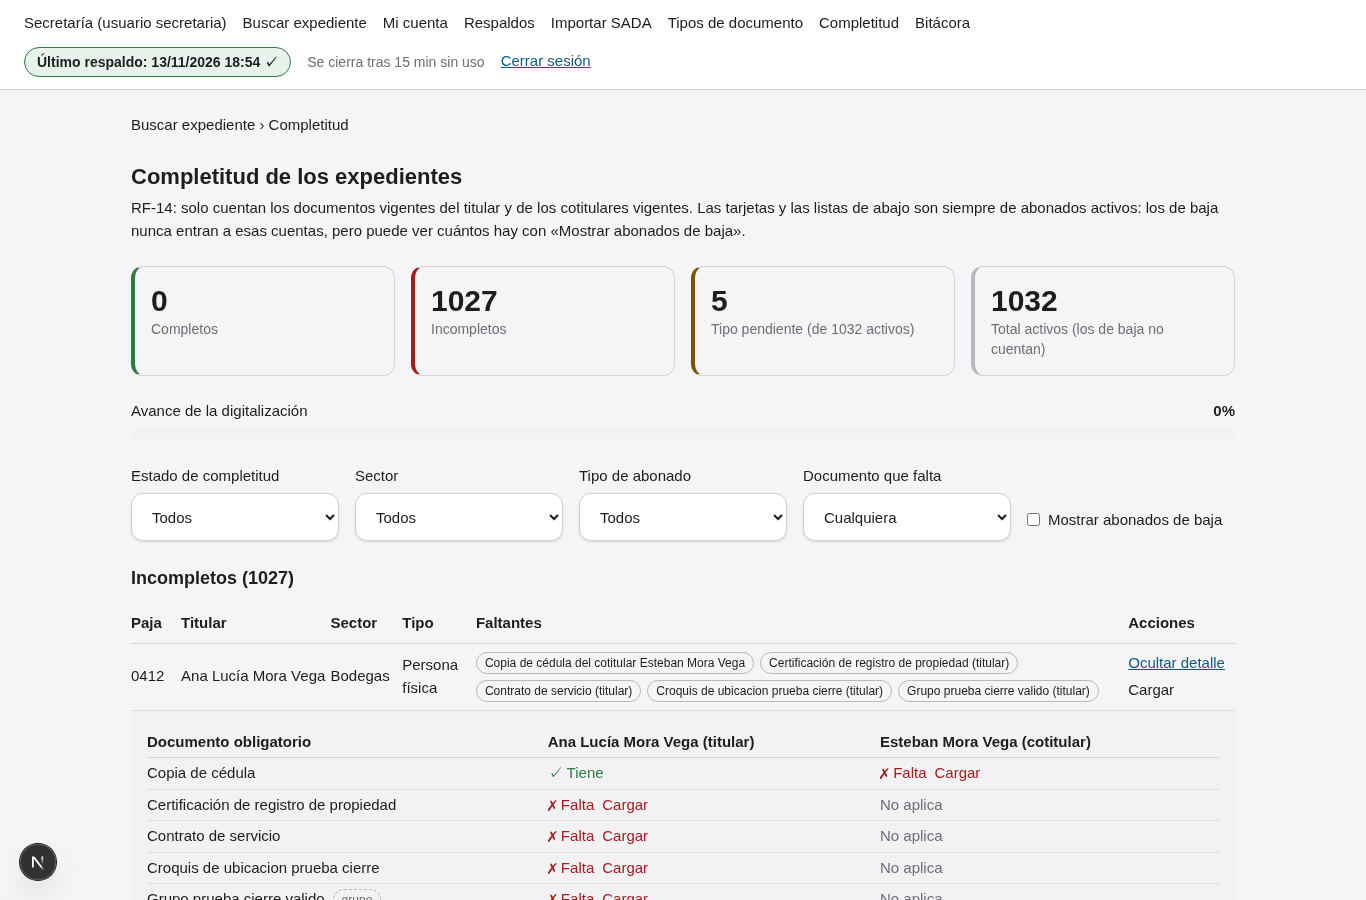 Secretaría (usuario secretaria) Buscar expediente Mi cuenta Respaldos Importar SADA Tipos de documento Completitud Bitácora
Último respaldo: 13/11/2026 18:54 ✓ Se cierra tras 15 min sin uso Cerrar sesión
Buscar expediente › Completitud
Completitud de los expedientes
RF-14: solo cuentan los documentos vigentes del titular y de los cotitulares vigentes. Las tarjetas y las listas de abajo son siempre de abonados activos: los de baja
nunca entran a esas cuentas, pero puede ver cuántos hay con «Mostrar abonados de baja».
0
Completos
1027
Incompletos
5
Tipo pendiente (de 1032 activos)
1032
Total activos (los de baja no
cuentan)
Avance de la digitalización 0%
Estado de completitud Sector Tipo de abonado Documento que falta
Todos Todos Todos Cualquiera Mostrar abonados de baja
Incompletos (1027)
Paja Titular Sector Tipo Faltantes Acciones
0412 Ana Lucía Mora Vega Bodegas Persona física
Copia de cédula del cotitular Esteban Mora Vega Certificación de registro de propiedad (titular)
Contrato de servicio (titular) Croquis de ubicacion prueba cierre (titular) Grupo prueba cierre valido (titular)
Ocultar detalle
Cargar
Documento obligatorio Ana Lucía Mora Vega (titular) Esteban Mora Vega (cotitular)
Copia de cédula ✓ Tiene ✗ Falta Cargar
Certificación de registro de propiedad ✗ Falta Cargar No aplica
Contrato de servicio ✗ Falta Cargar No aplica
Croquis de ubicacion prueba cierre ✗ Falta Cargar No aplica
Grupo prueba cierre valido grupo ✗ Falta Cargar No aplica